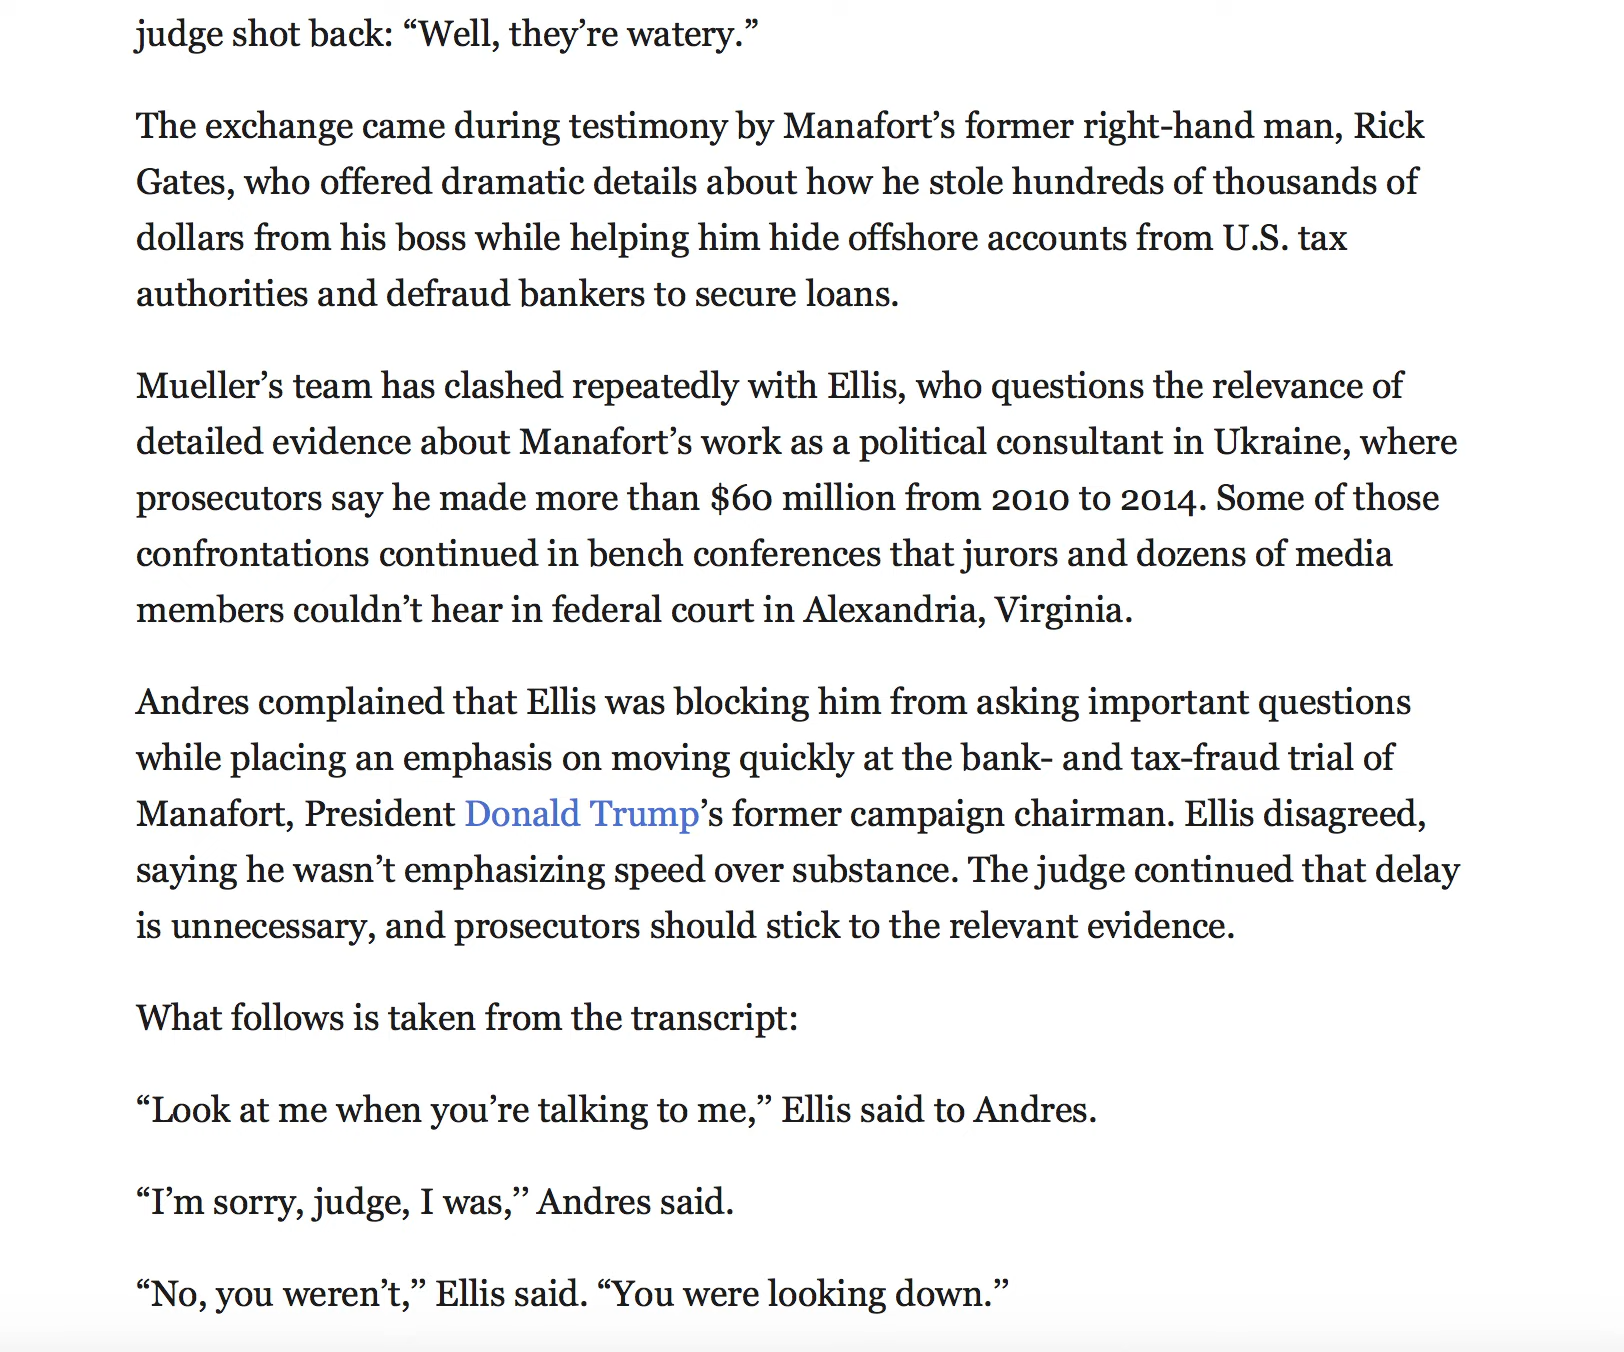 judge shot back: “Well, they’re watery.”
The exchange came during testimony by Manafort’s former right-hand man, Rick
Gates, who offered dramatic details about how he stole hundreds of thousands of
dollars from his boss while helping him hide offshore accounts from U.S. tax
authorities and defraud bankers to secure loans.
Mueller’s team has clashed repeatedly with Ellis, who questions the relevance of
detailed evidence about Manafort’s work as a political consultant in Ukraine, where
prosecutors say he made more than $60 million from 2010 to 2014. Some of those
confrontations continued in bench conferences that jurors and dozens of media
members couldn’t hear in federal court in Alexandria, Virginia.
Andres complained that Ellis was blocking him from asking important questions
while placing an emphasis on moving quickly at the bank- and tax-fraud trial of
Manafort, President Donald Trump’s former campaign chairman. Ellis disagreed,
saying he wasn’t emphasizing speed over substance. The judge continued that delay
is unnecessary, and prosecutors should stick to the relevant evidence.
What follows is taken from the transcript:
“Look at me when you’re talking to me,” Ellis said to Andres.
“I’m sorry, judge, I was,’’ Andres said.
“No, you weren’t,” Ellis said. “You were looking down.”